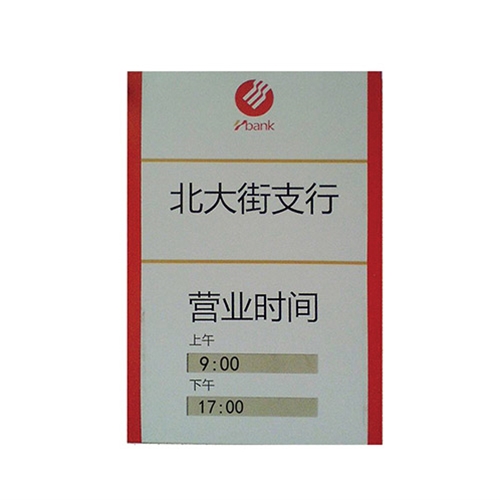 bank
北大街支行
营业时间
上午
9:00
下午
17:00